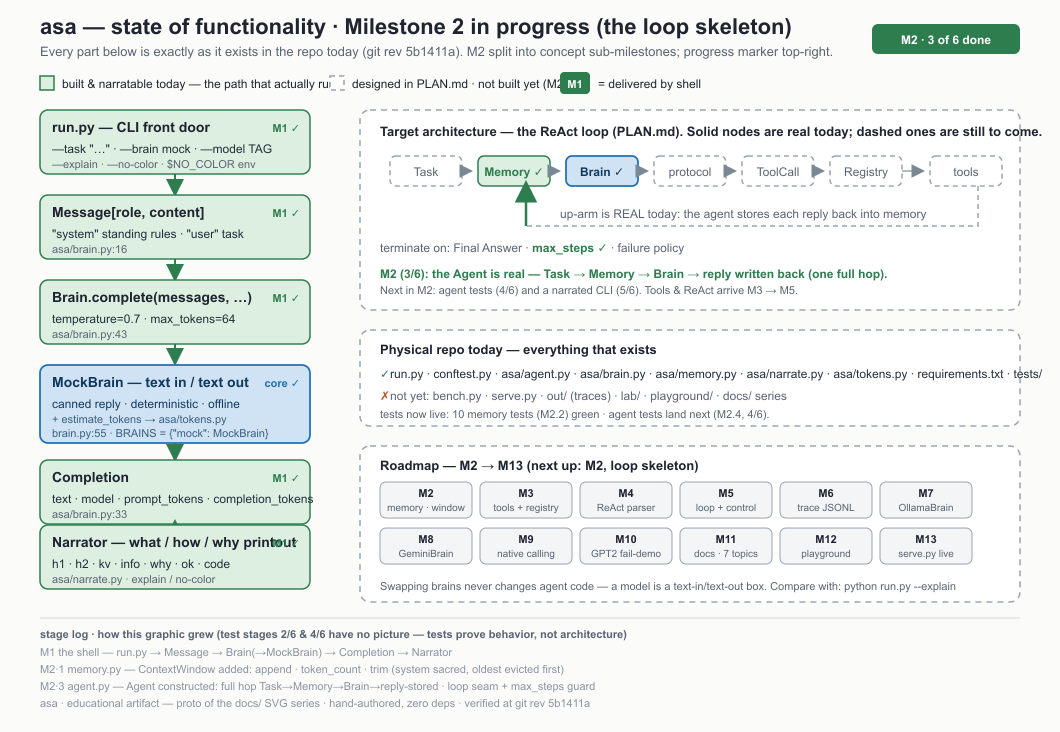 asa — state of functionality · Milestone 2 in progress (the loop skeleton)
Every part below is exactly as it exists in the repo today (git rev 5b1411a). M2 split into concept sub-milestones; progress marker top-right.
M2 · 3 of 6 done
built & narratable today — the path that actually
designed in PLAN.md · not built yet
M1 = delivered by shell
run.py — CLI front door M1 ✓
—task "…" · —brain mock · —model TAG
—explain · —no-color · $NO_COLOR env
Message[role, content] M1 ✓
"system" standing rules · "user" task
asa/brain.py:16
Brain.complete(messages, …) M1 ✓
temperature=0.7 · max_tokens=64
asa/brain.py:43
MockBrain — text in / text out core ✓
canned reply · deterministic · offline
+ estimate_tokens → asa/tokens.py
brain.py:55 · BRAINS = {"mock": MockBrain}
Completion M1 ✓
text · model · prompt_tokens · completion_tokens
asa/brain.py:33
Narrator — what / how / why printout
h1 · h2 · kv · info · why · ok · code
asa/narrate.py · explain / no-color
Target architecture — the ReAct loop (PLAN.md). Solid nodes are real today; dashed ones are still to come.
Task
Memory ✓
Brain ✓
protocol
ToolCall
Registry
tools
up-arm is REAL today: the agent stores each reply back into memory
terminate on: Final Answer · max_steps ✓ · failure policy
M2 (3/6): the Agent is real — Task → Memory → Brain → reply written back (one full hop).
Next in M2: agent tests (4/6) and a narrated CLI (5/6). Tools & ReAct arrive M3 → M5.
Physical repo today — everything that exists
✓run.py · conftest.py · asa/agent.py · asa/brain.py · asa/memory.py · asa/narrate.py · asa/tokens.py · requirements.txt · tests/
✗not yet: bench.py · serve.py · out/ (traces) · lab/ · playground/ · docs/ series
tests now live: 10 memory tests (M2.2) green · agent tests land next (M2.4, 4/6).
Roadmap — M2 → M13 (next up: M2, loop skeleton)
M2
memory · window
M3
tools + registry
M4
ReAct parser
M5
loop + control
M6
trace JSONL
M7
OllamaBrain
M8
GeminiBrain
M9
native calling
M10
GPT2 fail-demo
M11
docs · 7 topics
M12
playground
M13
serve.py live
Swapping brains never changes agent code — a model is a text-in/text-out box. Compare with: python run.py --explain
stage log · how this graphic grew (test stages 2/6 & 4/6 have no picture — tests prove behavior, not architecture)
M1 the shell — run.py → Message → Brain(→MockBrain) → Completion → Narrator
M2·1 memory.py — ContextWindow added: append · token_count · trim (system sacred, oldest evicted first)
M2·3 agent.py — Agent constructed: full hop Task→Memory→Brain→reply-stored · loop seam + max_steps guard
asa · educational artifact — proto of the docs/ SVG series · hand-authored, zero deps · verified at git rev 5b1411a